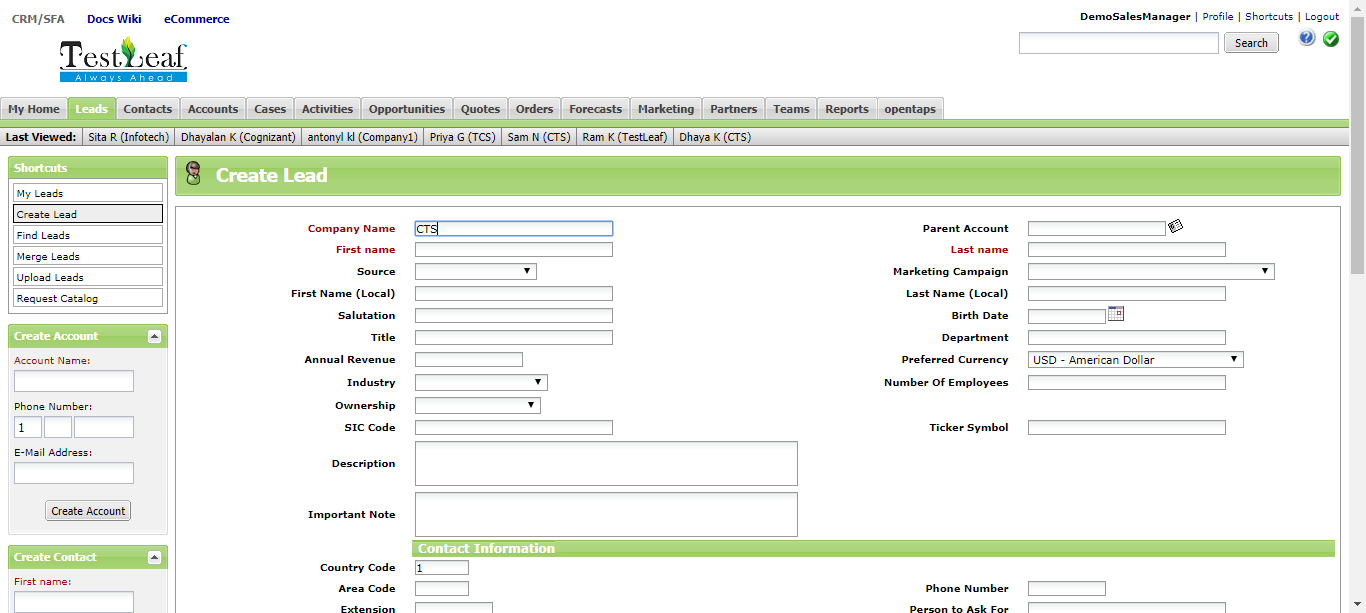 CRM/SFA Docs Wiki eCommerce
DemoSalesManager | Profile | Shortcuts | Logout
TestLeaf
Always Ahead
Search
?
My Home Leads Contacts Accounts Cases Activities Opportunities Quotes Orders Forecasts Marketing Partners Teams Reports opentaps
Last Viewed: Sita R (Infotech) Dhayalan K (Cognizant) antonyl kl (Company1) Priya G (TCS) Sam N (CTS) Ram K (TestLeaf) Dhaya K (CTS)
Shortcuts
My Leads
Create Lead
Find Leads
Merge Leads
Upload Leads
Request Catalog
Create Account
Account Name:
Phone Number:
1
E-Mail Address:
Create Account
Create Contact
First name:
Create Lead
Company Name CTS Parent Account
First name Last name
Source Marketing Campaign
First Name (Local) Last Name (Local)
Salutation Birth Date
Title Department
Annual Revenue Preferred Currency USD - American Dollar
Industry Number Of Employees
Ownership
SIC Code Ticker Symbol
Description
Important Note
Contact Information
Country Code 1
Area Code Phone Number
Extension Person to Ask For